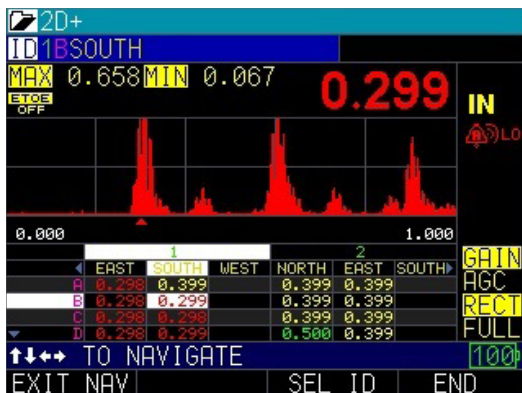 2D+
ID 1BSOUTH
MAX 0.658 MIN 0.067
0.299
IN
ETOE
OFF
LO
0.000 1.000
1 2
EAST SOUTH WEST NORTH EAST SOUTH
A 0.298 0.399 0.399 0.399
B 0.298 0.299 0.399 0.399
C 0.298 0.298 0.399 0.399
D 0.298 0.299 0.500 0.399
GAIN
AGC
RECT
FULL
TO NAVIGATE 100
EXIT NAV SEL ID END